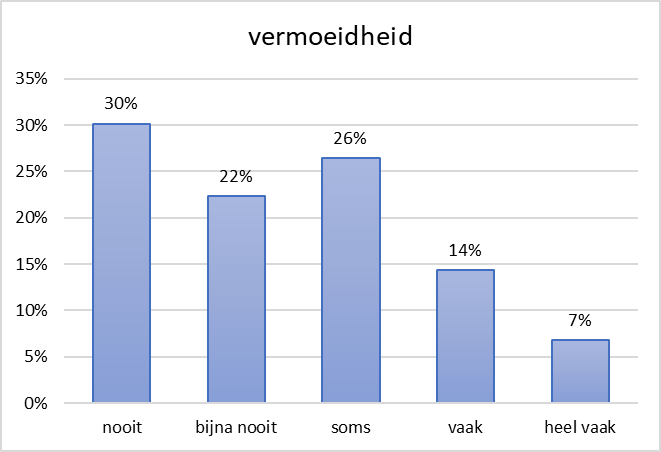 vermoeidheid
35%
30%
25%
20%
15%
10%
5%
0%
30%
22%
26%
14%
7%
nooit
bijna nooit
soms
vaak
heel vaak